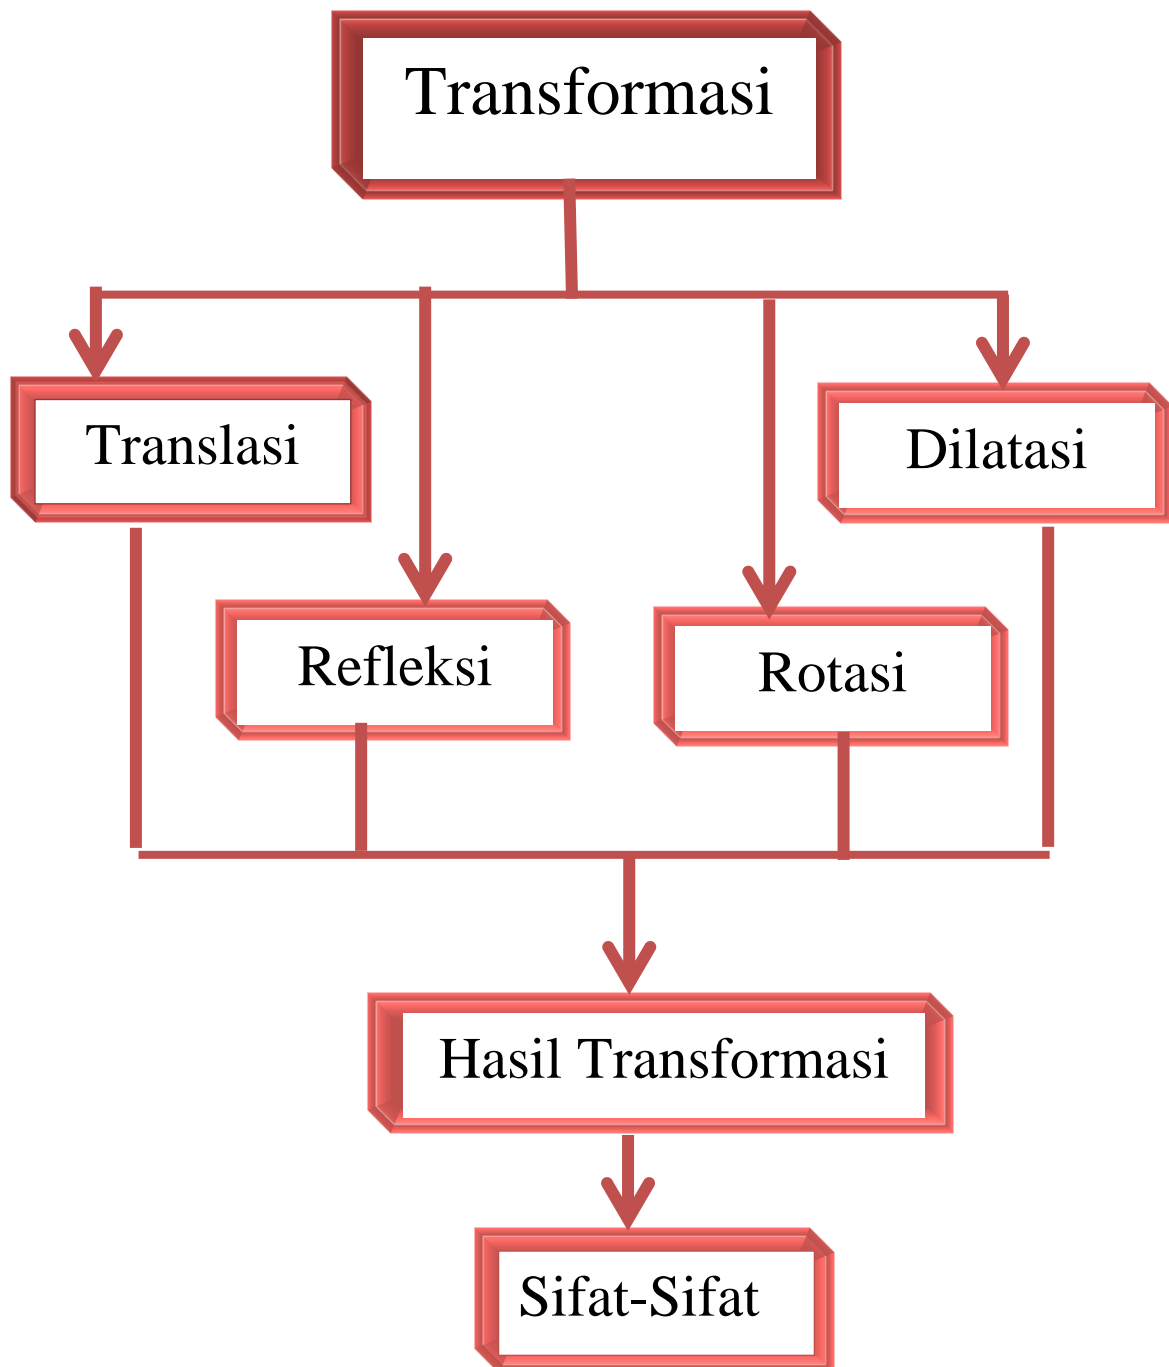 Transformasi
Translasi
Dilatasi
Refleksi
Rotasi
Hasil Transformasi
Sifat-Sifat